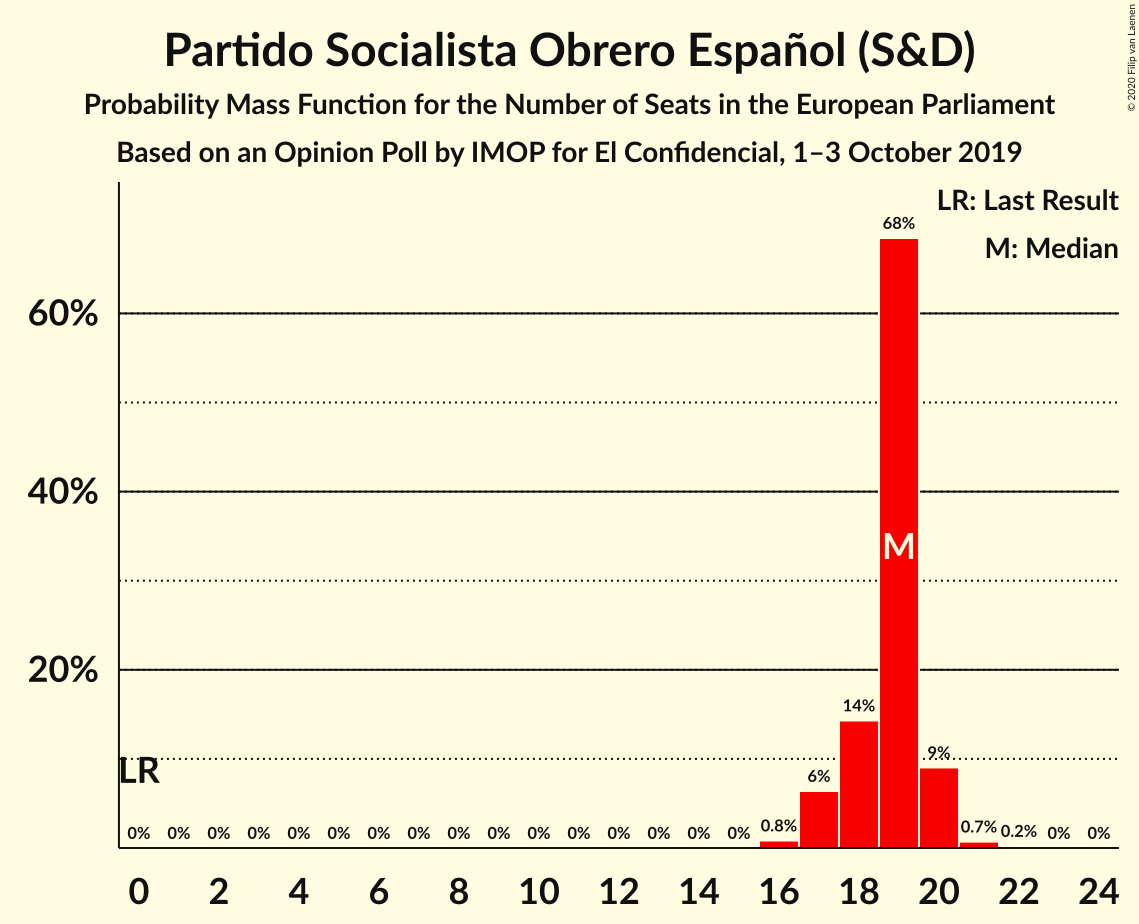 Partido Socialista Obrero Español (S&D)
Probability Mass Function for the Number of Seats in the European Parliament
Based on an Opinion Poll by IMOP for El Confidencial, 1–3 October 2019
© 2020 Filip van Laenen
LR: Last Result
M: Median
68%
60%
40%
M
20%
14%
9%
LR
6%
0% 0% 0% 0% 0% 0% 0% 0% 0% 0% 0% 0% 0% 0% 0% 0% 0.8% 0.7% 0.2% 0% 0%
0 2 4 6 8 10 12 14 16 18 20 22 24